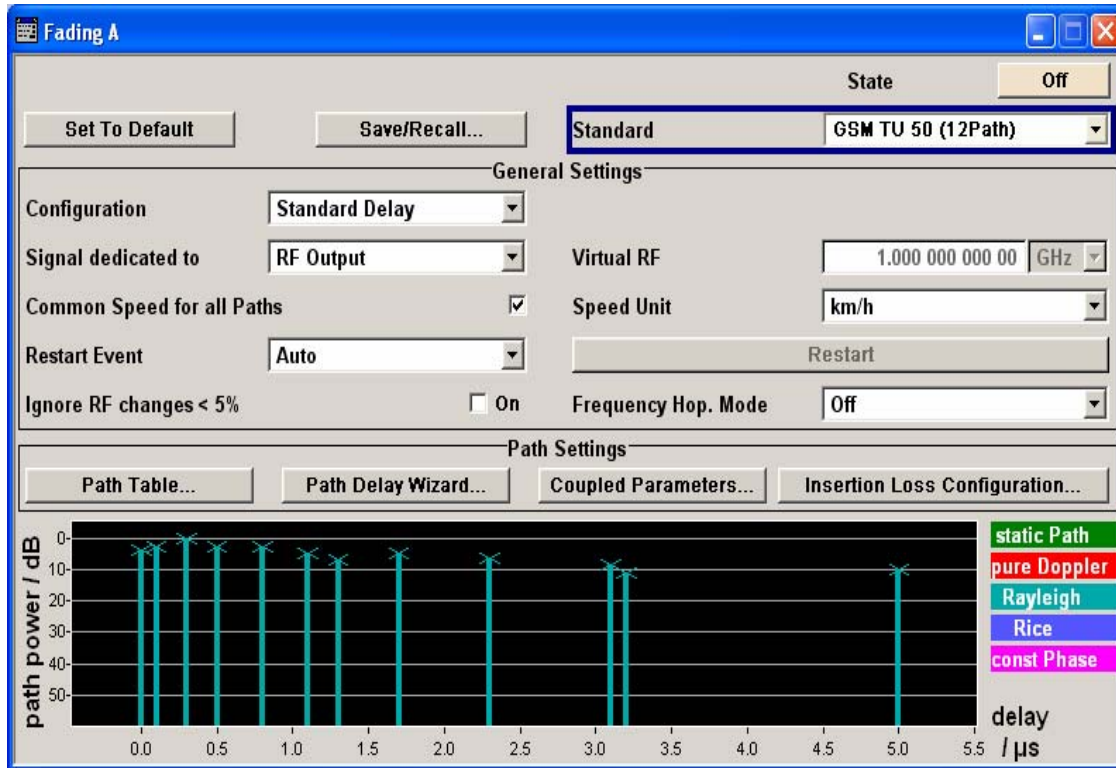 Fading A
State
Off
Set To Default
Save/Recall...
Standard
GSM TU 50 (12Path)
General Settings
Configuration
Standard Delay
Signal dedicated to
RF Output
Virtual RF
1.000 000 000 00
GHz
Common Speed for all Paths
Speed Unit
km/h
Restart Event
Auto
Restart
Ignore RF changes < 5%
On
Frequency Hop. Mode
Off
Path Settings
Path Table...
Path Delay Wizard...
Coupled Parameters...
Insertion Loss Configuration...
path power / dB
0-
10-
20-
30-
40-
50-
static Path
pure Doppler
Rayleigh
Rice
const Phase
0.0 0.5 1.0 1.5 2.0 2.5 3.0 3.5 4.0 4.5 5.0 5.5
delay
/ µs